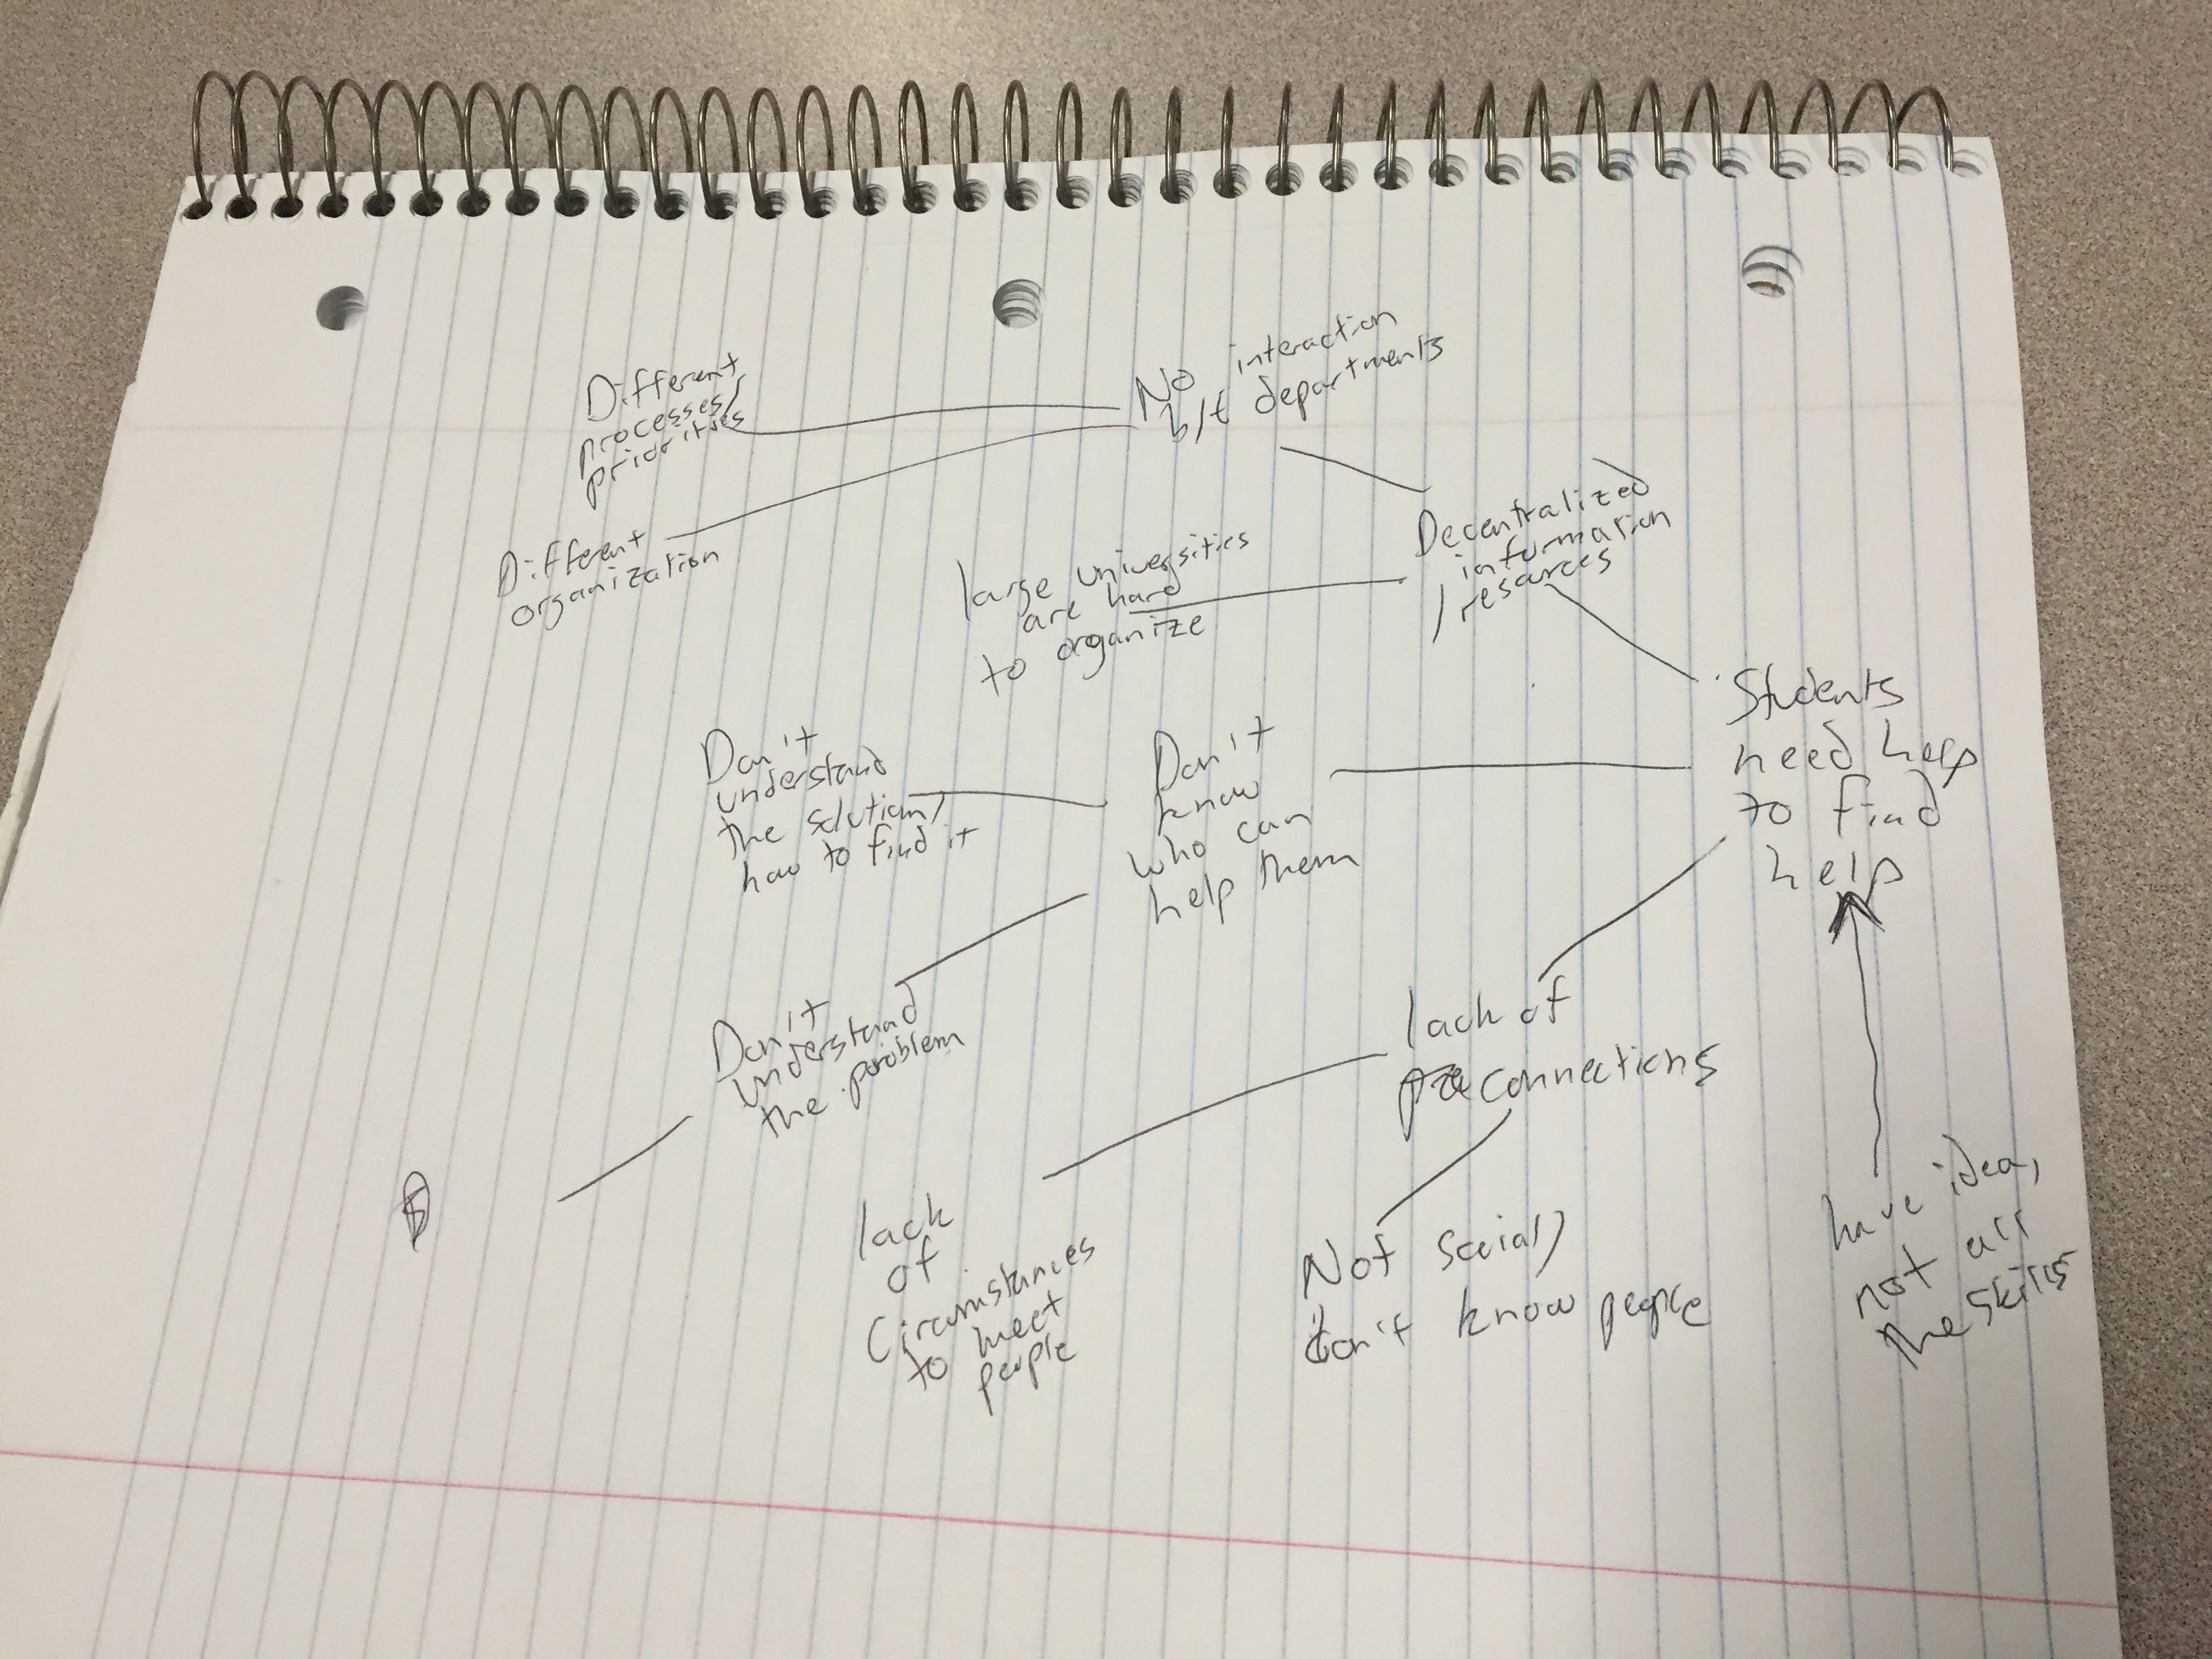 Different
processes/
priorities
No interaction
b/t departments
Different
organization
large universities
are hard
to organize
Decentralized
information
/resources
Students
need help
to find
help
Don't
understand
the solution/
how to find it
Don't
know
who can
help them
Don't
understand
the problem
lack of
connections
lack
of
circumstances
to meet
people
Not social/
don't know people
have idea,
not all
the skills